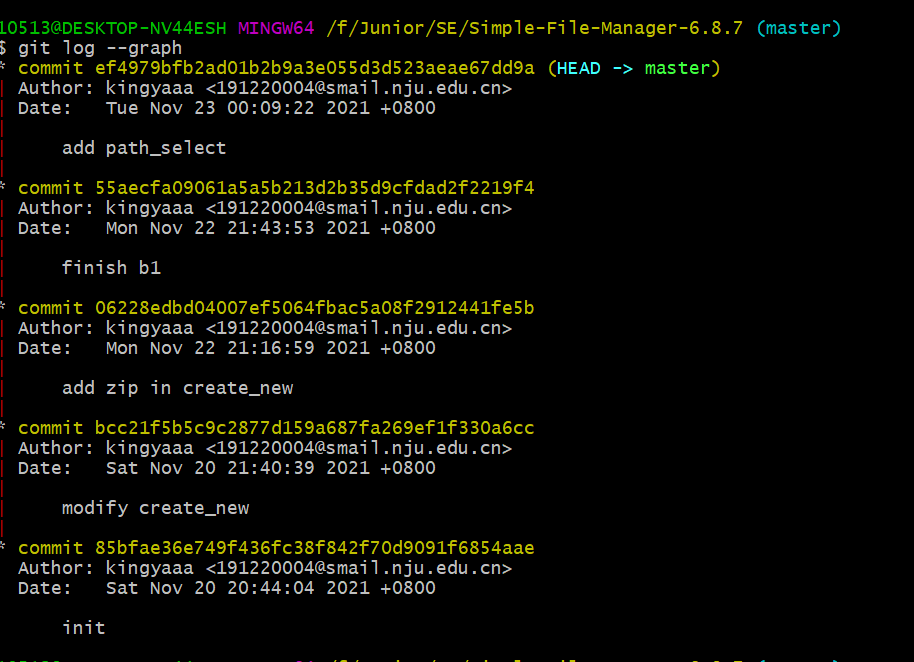 10513@DESKTOP-NV44ESH MINGW64 /f/Junior/SE/Simple-File-Manager-6.8.7 (master)
$ git log --graph
* commit ef4979bfb2ad01b2b9a3e055d3d523aeae67dd9a (HEAD -> master)
| Author: kingyaaa <191220004@smail.nju.edu.cn>
| Date:   Tue Nov 23 00:09:22 2021 +0800
|
|     add path_select
|
* commit 55aecfa09061a5a5b213d2b35d9cfdad2f2219f4
| Author: kingyaaa <191220004@smail.nju.edu.cn>
| Date:   Mon Nov 22 21:43:53 2021 +0800
|
|     finish b1
|
* commit 06228edbd04007ef5064fbac5a08f2912441fe5b
| Author: kingyaaa <191220004@smail.nju.edu.cn>
| Date:   Mon Nov 22 21:16:59 2021 +0800
|
|     add zip in create_new
|
* commit bcc21f5b5c9c2877d159a687fa269ef1f330a6cc
| Author: kingyaaa <191220004@smail.nju.edu.cn>
| Date:   Sat Nov 20 21:40:39 2021 +0800
|
|     modify create_new
|
* commit 85bfae36e749f436fc38f842f70d9091f6854aae
  Author: kingyaaa <191220004@smail.nju.edu.cn>
  Date:   Sat Nov 20 20:44:04 2021 +0800

      init